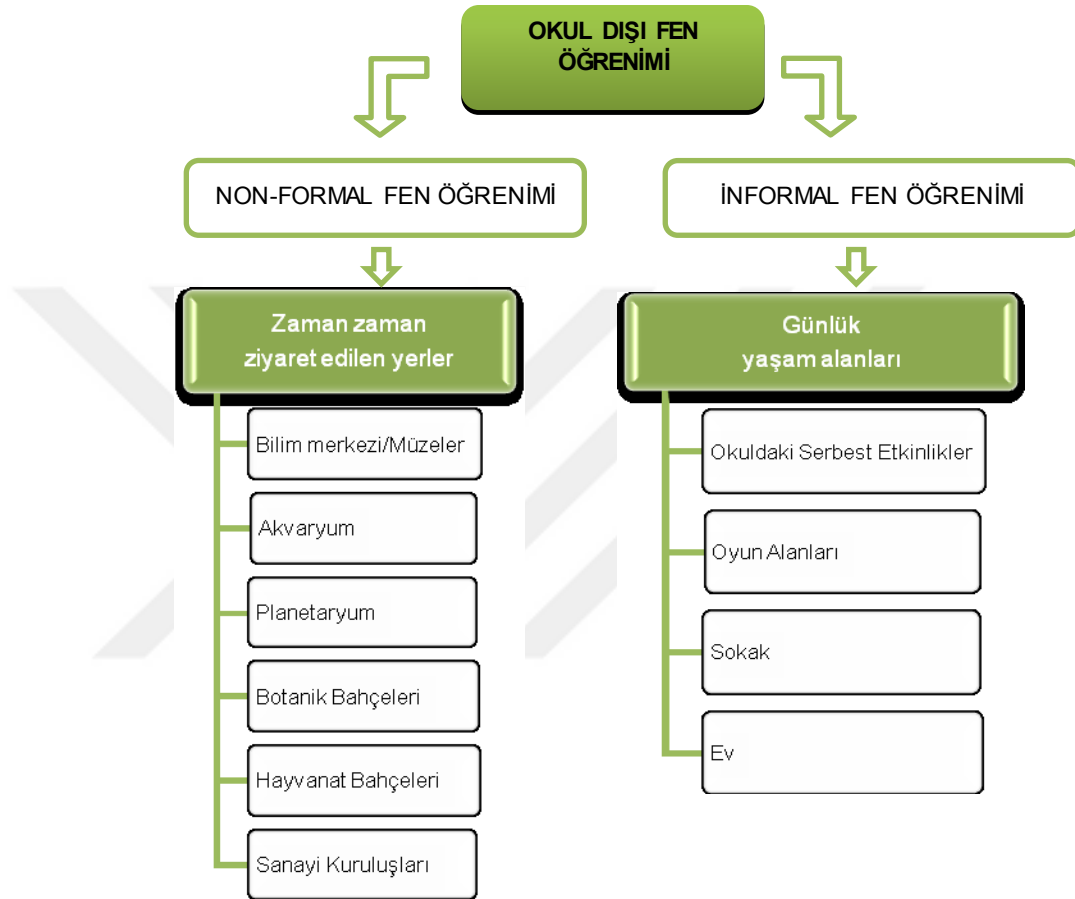 OKUL DIŞI FEN
ÖĞRENİMİ
NON-FORMAL FEN ÖĞRENİMİ
İNFORMAL FEN ÖĞRENİMİ
Zaman zaman
ziyaret edilen yerler
Bilim merkezi/Müzeler
Akvaryum
Planetaryum
Botanik Bahçeleri
Hayvanat Bahçeleri
Sanayi Kuruluşları
Günlük
yaşam alanları
Okuldaki Serbest Etkinlikler
Oyun Alanları
Sokak
Ev